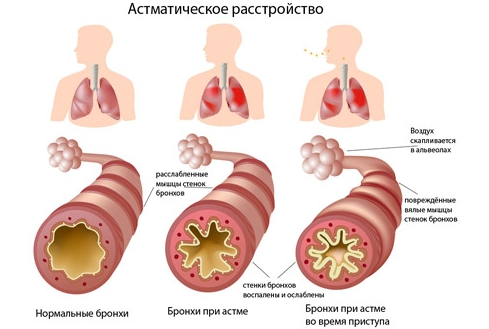 Астматическое расстройство
Воздух
скапливается
в альвеолах
расслабленные
мышцы стенок
бронхов
повреждённые
вялые мышцы
стенок бронхов
стенки бронхов
воспалены и ослаблены
Нормальные бронхи
Бронхи при астме
Бронхи при астме
во время приступа